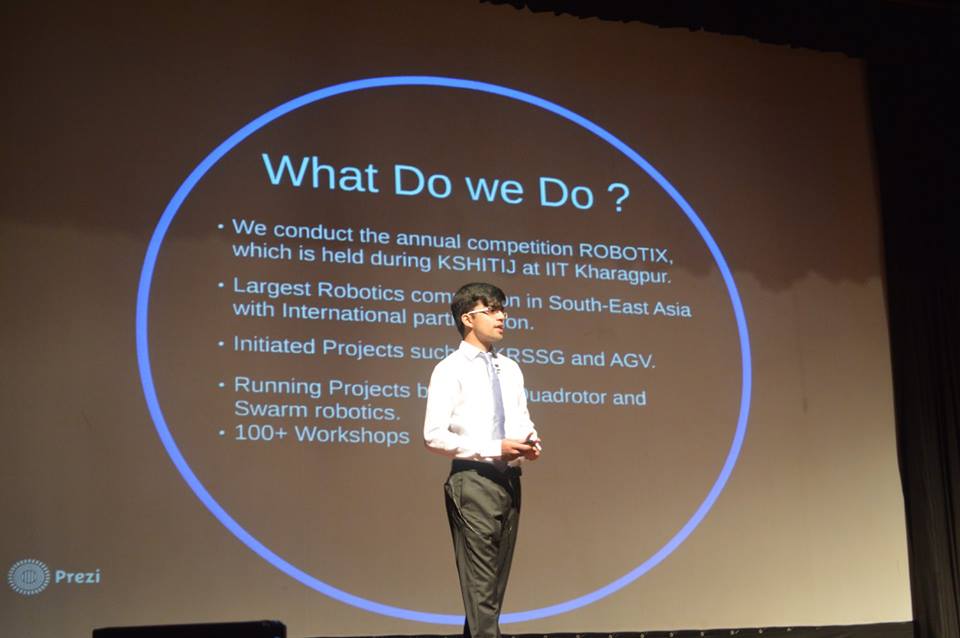 What Do we Do ?
• We conduct the annual competition ROBOTIX,
which is held during KSHITIJ at IIT Kharagpur.
• Largest Robotics in South-East Asia
with International
• Initiated Projects such and AGV.
• Running Projects and
Swarm robotics.
• 100+ Workshops
Prezi